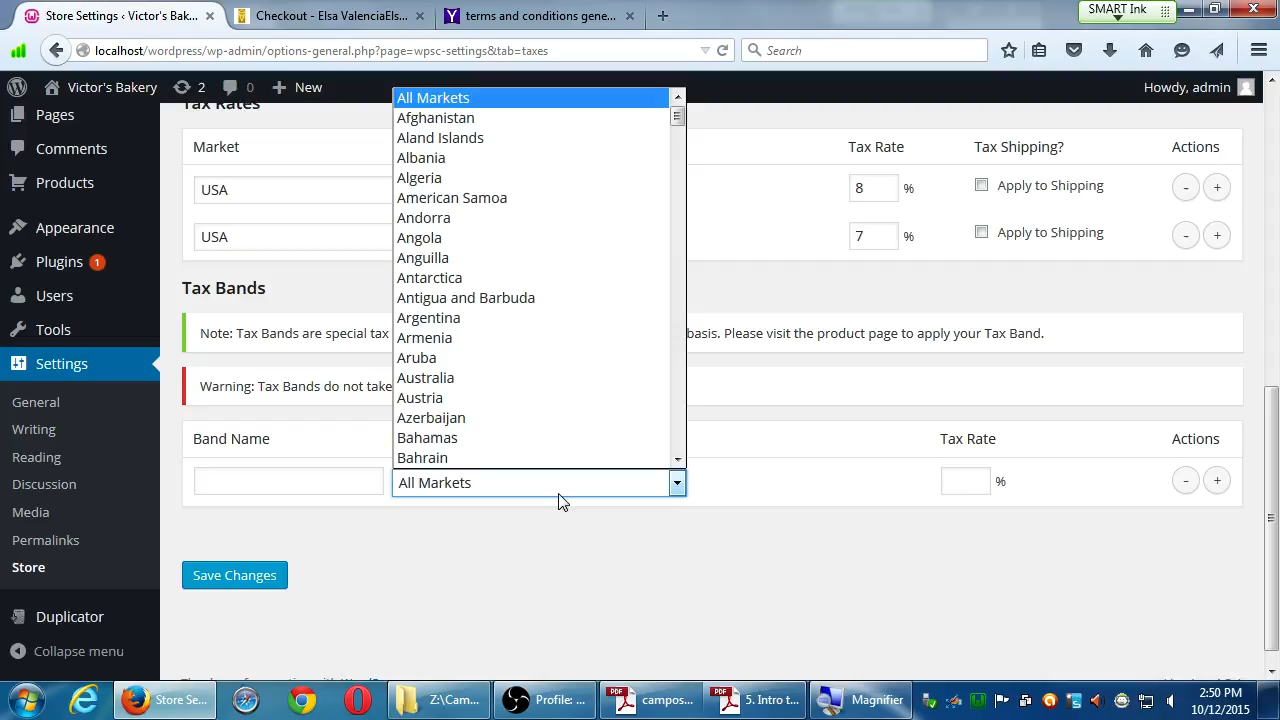 Store Settings ‹ Victor's Bak...
Checkout - Elsa ValenciaEls...
terms and conditions gene...
SMART Ink
localhost/wordpress/wp-admin/options-general.php?page=wpsc-settings&tab=taxes
Search
Victor's Bakery
2
0
New
Howdy, admin
Pages
Comments
Products
Appearance
Plugins 1
Users
Tools
Settings
General
Writing
Reading
Discussion
Media
Permalinks
Store
Duplicator
Collapse menu
Tax Rates
Market
Tax Rate
Tax Shipping?
Actions
USA
8 %
Apply to Shipping
- +
USA
7 %
Apply to Shipping
- +
All Markets
Afghanistan
Aland Islands
Albania
Algeria
American Samoa
Andorra
Angola
Anguilla
Antarctica
Antigua and Barbuda
Argentina
Armenia
Aruba
Australia
Austria
Azerbaijan
Bahamas
Bahrain
Tax Bands
Note: Tax Bands are special tax
basis. Please visit the product page to apply your Tax Band.
Warning: Tax Bands do not take
Band Name
Tax Rate
Actions
All Markets
%
- +
Save Changes
Store Se...
Z:\Cam...
Profile: ...
campos...
5. Intro t...
Magnifier
2:50 PM
10/12/2015